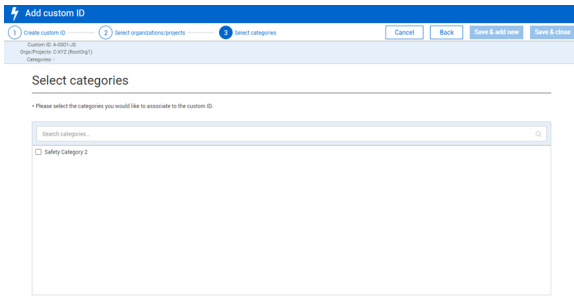 Add custom ID
1 Create custom ID 2 Select organizations/projects 3 Select categories Cancel Back Save & add new Save & close
Custom ID: A-0001-JS
Orgs/Projects: C-XYZ (RootOrg1)
Categories: -
Select categories
• Please select the categories you would like to associate to the custom ID.
Search categories...
Safety Category 2